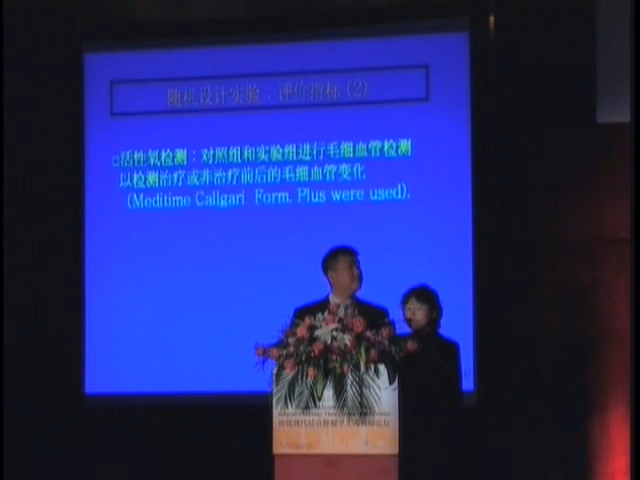 随机设计实验：评价指标 (2)
□活性氧检测：对照组和实验组进行毛细血管检测
以检测治疗或非治疗前后的毛细血管变化
(Meditime Callgari Form. Plus were used).